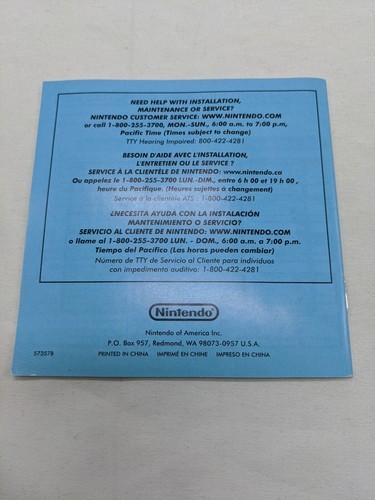 NEED HELP WITH INSTALLATION,
MAINTENANCE OR SERVICE?
NINTENDO CUSTOMER SERVICE: WWW.NINTENDO.COM
or call 1-800-255-3700, MON.-SUN., 6:00 a.m. to 7:00 p.m,
Pacific Time (Times subject to change)
TTY Hearing Impaired: 800-422-4281
BESOIN D'AIDE AVEC L'INSTALLATION,
L'ENTRETIEN OU LE SERVICE ?
SERVICE À LA CLIENTÈLE DE NINTENDO: www.nintendo.ca
Ou appelez le 1-800-255-3700 LUN. -DIM., entre 6 h 00 et 19 h 00 ,
heure du Pacifique. (Heures sujettes à changement)
Service à la clientèle ATS : 1-800-422-4281
¿NECESITA AYUDA CON LA INSTALACIÓN
MANTENIMIENTO O SERVICIO?
SERVICIO AL CLIENTE DE NINTENDO: WWW.NINTENDO.COM
o llame al 1-800-255-3700 LUN. - DOM., 6:00 a.m. a 7:00 p.m.
Tiempo del Pacífico (Las horas pueden cambiar)
Número de TTY de Servicio al Cliente para individuos
con impedimento auditivo: 1-800-422-4281
Nintendo®
Nintendo of America Inc.
P.O. Box 957, Redmond, WA 98073-0957 U.S.A.
57357B PRINTED IN CHINA IMPRIMÉ EN CHINE IMPRESO EN CHINA